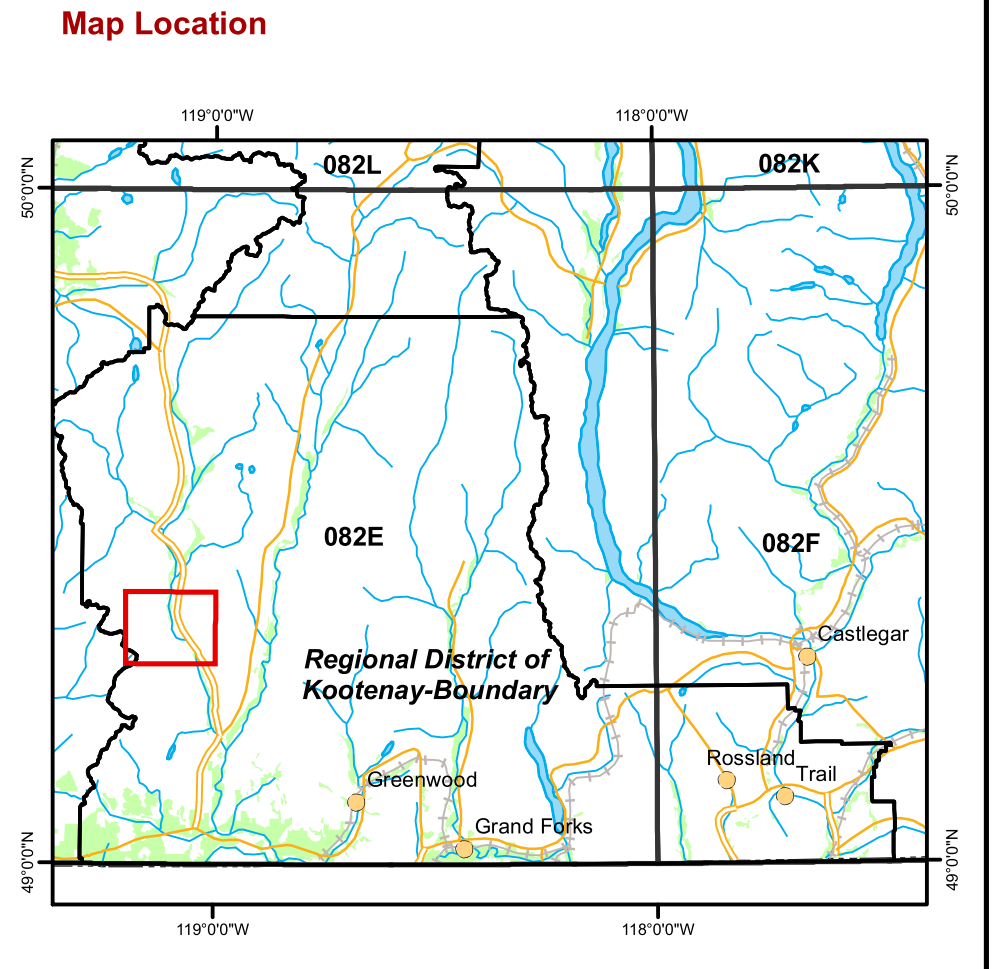 Map Location
119°0'0"W
118°0'0"W
082L
082K
50°0'0"N
50°0'0"N
082E
082F
Castlegar
Regional District of
Kootenay-Boundary
Rossland
Trail
Greenwood
Grand Forks
49°0'0"N
49°0'0"N
119°0'0"W
118°0'0"W